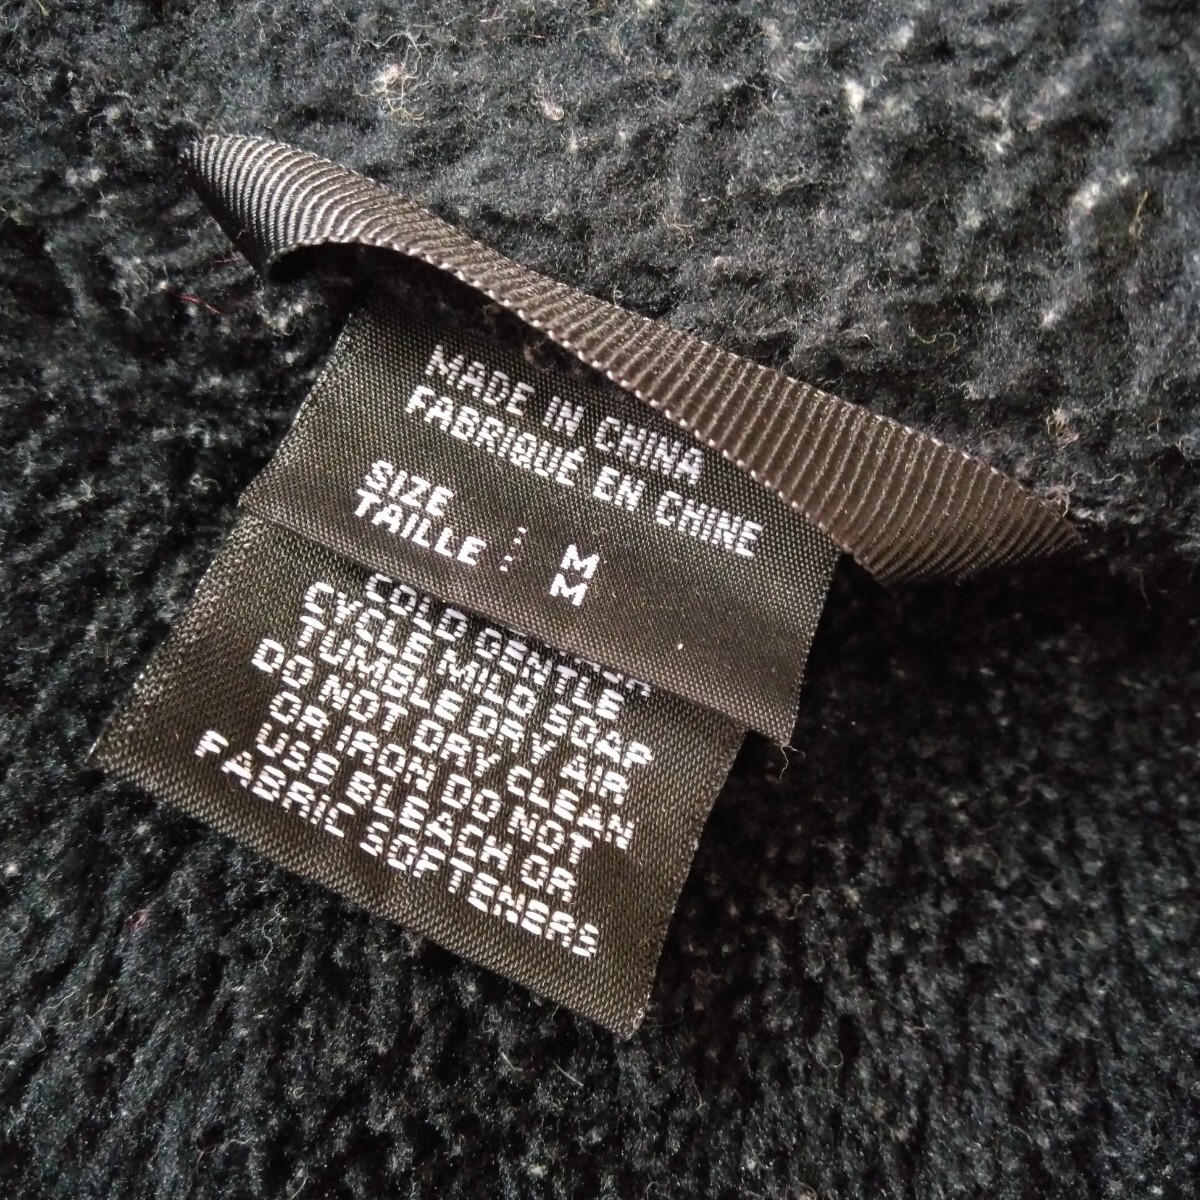 MADE IN CHINA
FABRIQUÉ EN CHINE
SIZE : M
TAILLE : M
COLD GENTLE
CYCLE MILD SOAP
TUMBLE DRY AIR
DO NOT DRY CLEAN
OR IRON DO NOT
USE BLEACH OR
FABRIC SOFTENERS